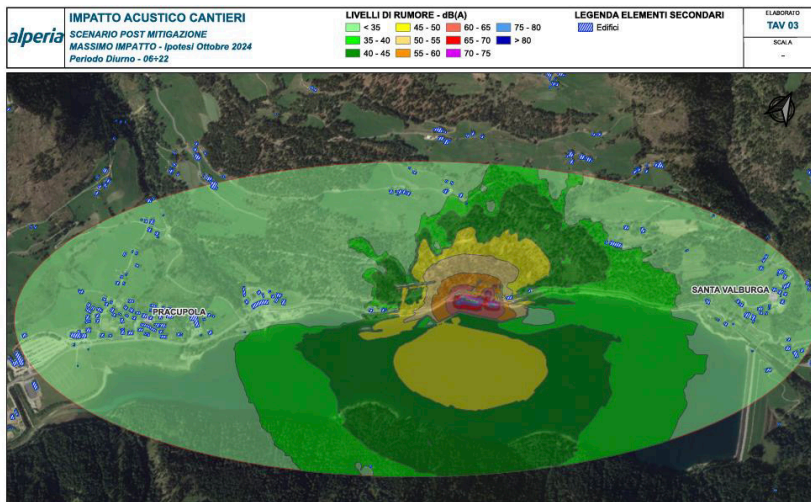 alperia
IMPATTO ACUSTICO CANTIERI
SCENARIO POST MITIGAZIONE
MASSIMO IMPATTO - Ipotesi Ottobre 2024
Periodo Diurno - 06÷22
LIVELLI DI RUMORE - dB(A)
< 35
45 - 50
60 - 65
75 - 80
35 - 40
50 - 55
65 - 70
> 80
40 - 45
55 - 60
70 - 75
LEGENDA ELEMENTI SECONDARI
Edifici
ELABORATO
TAV 03
SCALA
-
SANTA VALBURGA
PRACUPOLA